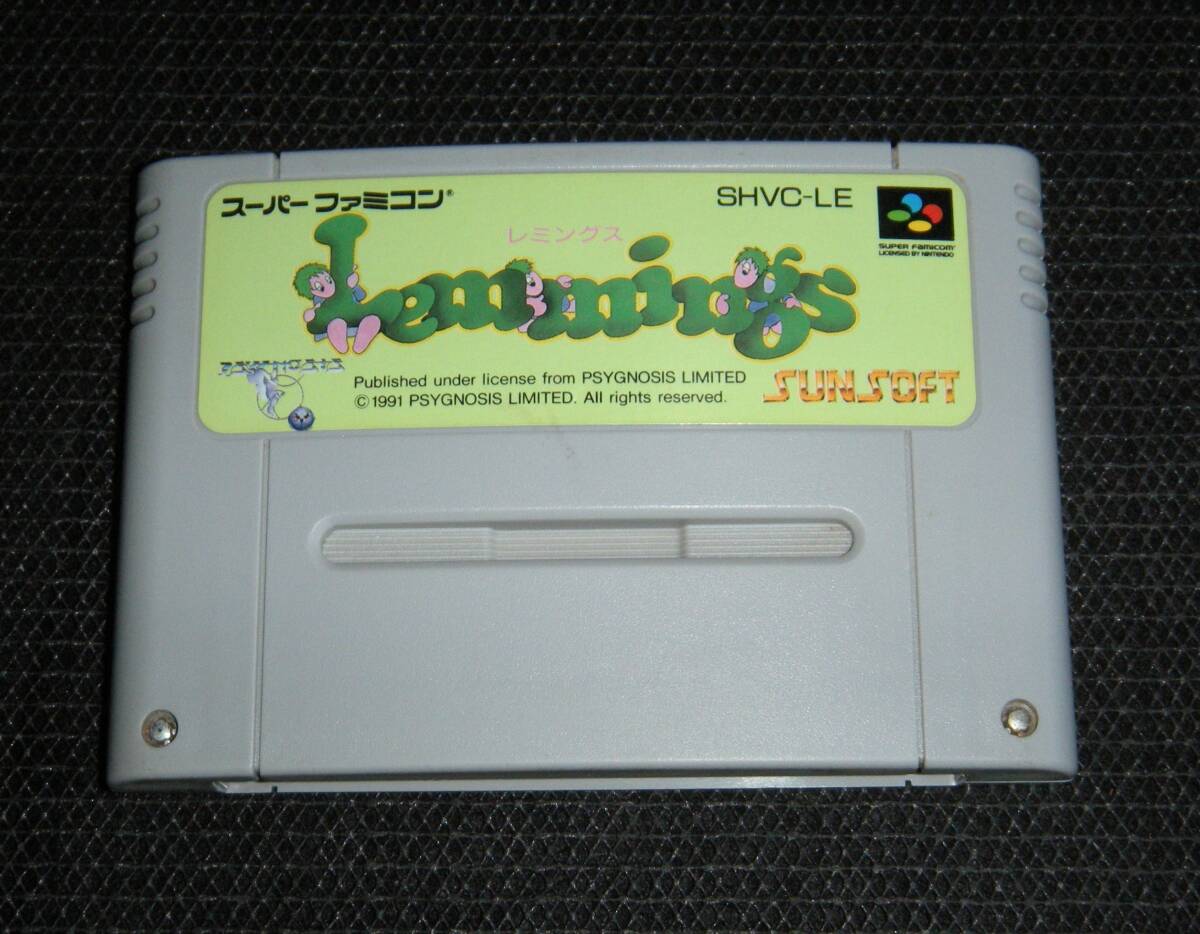 スーパーファミコン®
SHVC-LE
レミングス
Lemmings
SUPER FAMICOM
LICENSED BY NINTENDO
PSYGNOSIS
Published under license from PSYGNOSIS LIMITED
©1991 PSYGNOSIS LIMITED. All rights reserved.
SUNSOFT